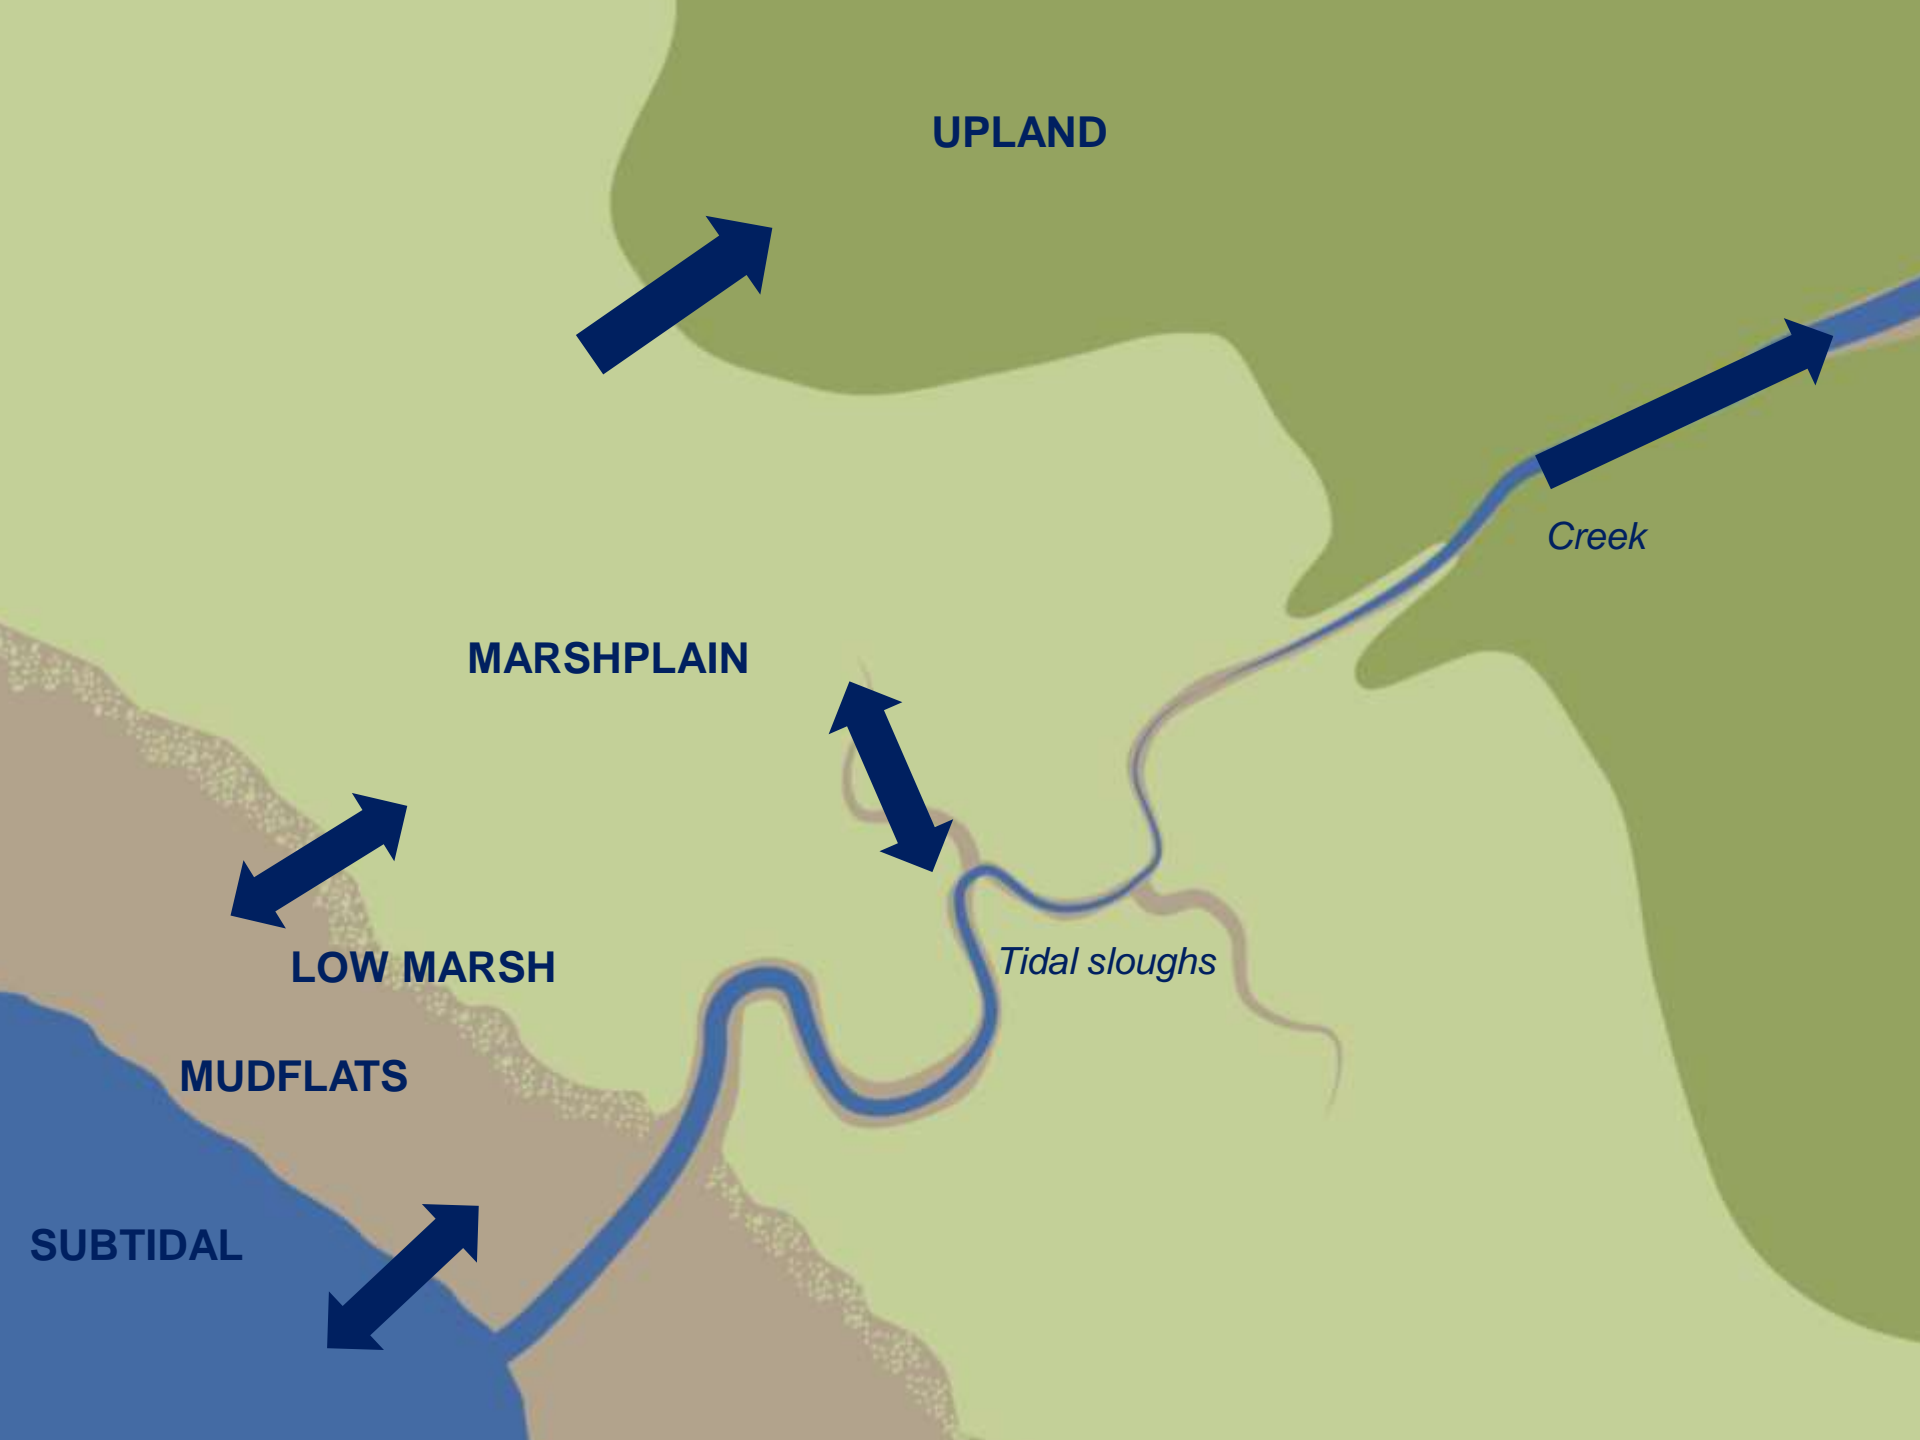 UPLAND
Creek
MARSHPLAIN
Tidal sloughs
LOW MARSH
MUDFLATS
SUBTIDAL